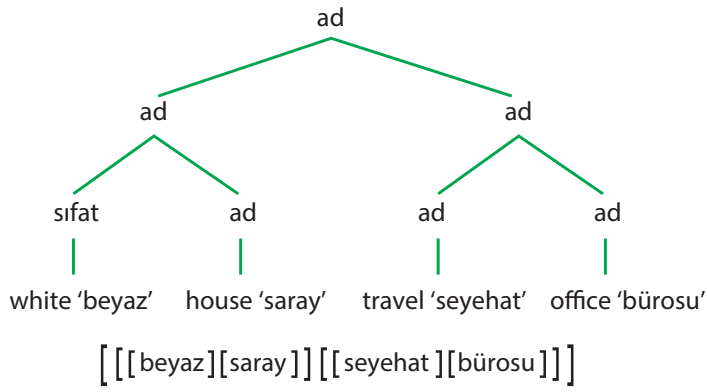 ad
ad ad
sıfat ad ad ad
white ‘beyaz’ house ‘saray’ travel ‘seyehat’ office ‘bürosu’
[[[beyaz][saray]][[seyehat][bürosu]]]